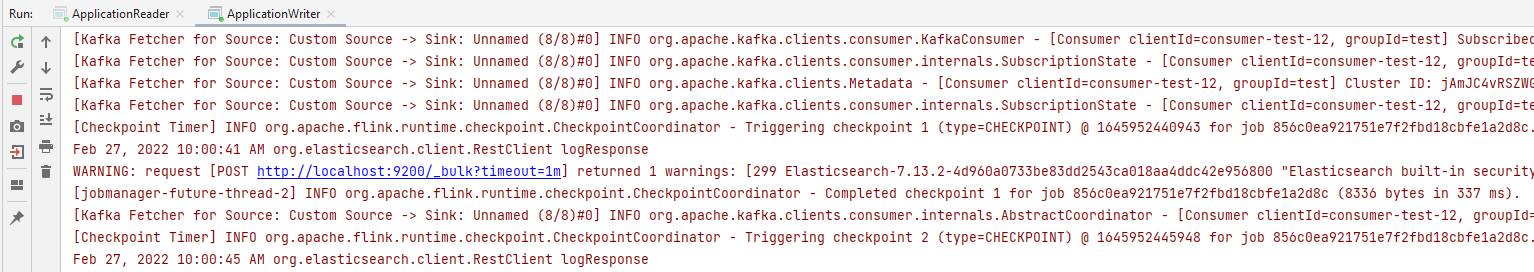 Run: ApplicationReader × ApplicationWriter ×
[Kafka Fetcher for Source: Custom Source -> Sink: Unnamed (8/8)#0] INFO org.apache.kafka.clients.consumer.KafkaConsumer - [Consumer clientId=consumer-test-12, groupId=test] Subscribed
[Kafka Fetcher for Source: Custom Source -> Sink: Unnamed (8/8)#0] INFO org.apache.kafka.clients.consumer.internals.SubscriptionState - [Consumer clientId=consumer-test-12, groupId=te
[Kafka Fetcher for Source: Custom Source -> Sink: Unnamed (8/8)#0] INFO org.apache.kafka.clients.Metadata - [Consumer clientId=consumer-test-12, groupId=test] Cluster ID: jAmJC4vRSZWG
[Kafka Fetcher for Source: Custom Source -> Sink: Unnamed (8/8)#0] INFO org.apache.kafka.clients.consumer.internals.SubscriptionState - [Consumer clientId=consumer-test-12, groupId=te
[Checkpoint Timer] INFO org.apache.flink.runtime.checkpoint.CheckpointCoordinator - Triggering checkpoint 1 (type=CHECKPOINT) @ 1645952440943 for job 856c0ea921751e7f2fbd18cbfe1a2d8c.
Feb 27, 2022 10:00:41 AM org.elasticsearch.client.RestClient logResponse
WARNING: request [POST http://localhost:9200/_bulk?timeout=1m] returned 1 warnings: [299 Elasticsearch-7.13.2-4d960a0733be83dd2543ca018aa4ddc42e956800 "Elasticsearch built-in security
[jobmanager-future-thread-2] INFO org.apache.flink.runtime.checkpoint.CheckpointCoordinator - Completed checkpoint 1 for job 856c0ea921751e7f2fbd18cbfe1a2d8c (8336 bytes in 337 ms).
[Kafka Fetcher for Source: Custom Source -> Sink: Unnamed (8/8)#0] INFO org.apache.kafka.clients.consumer.internals.AbstractCoordinator - [Consumer clientId=consumer-test-12, groupId=
[Checkpoint Timer] INFO org.apache.flink.runtime.checkpoint.CheckpointCoordinator - Triggering checkpoint 2 (type=CHECKPOINT) @ 1645952445948 for job 856c0ea921751e7f2fbd18cbfe1a2d8c.
Feb 27, 2022 10:00:45 AM org.elasticsearch.client.RestClient logResponse